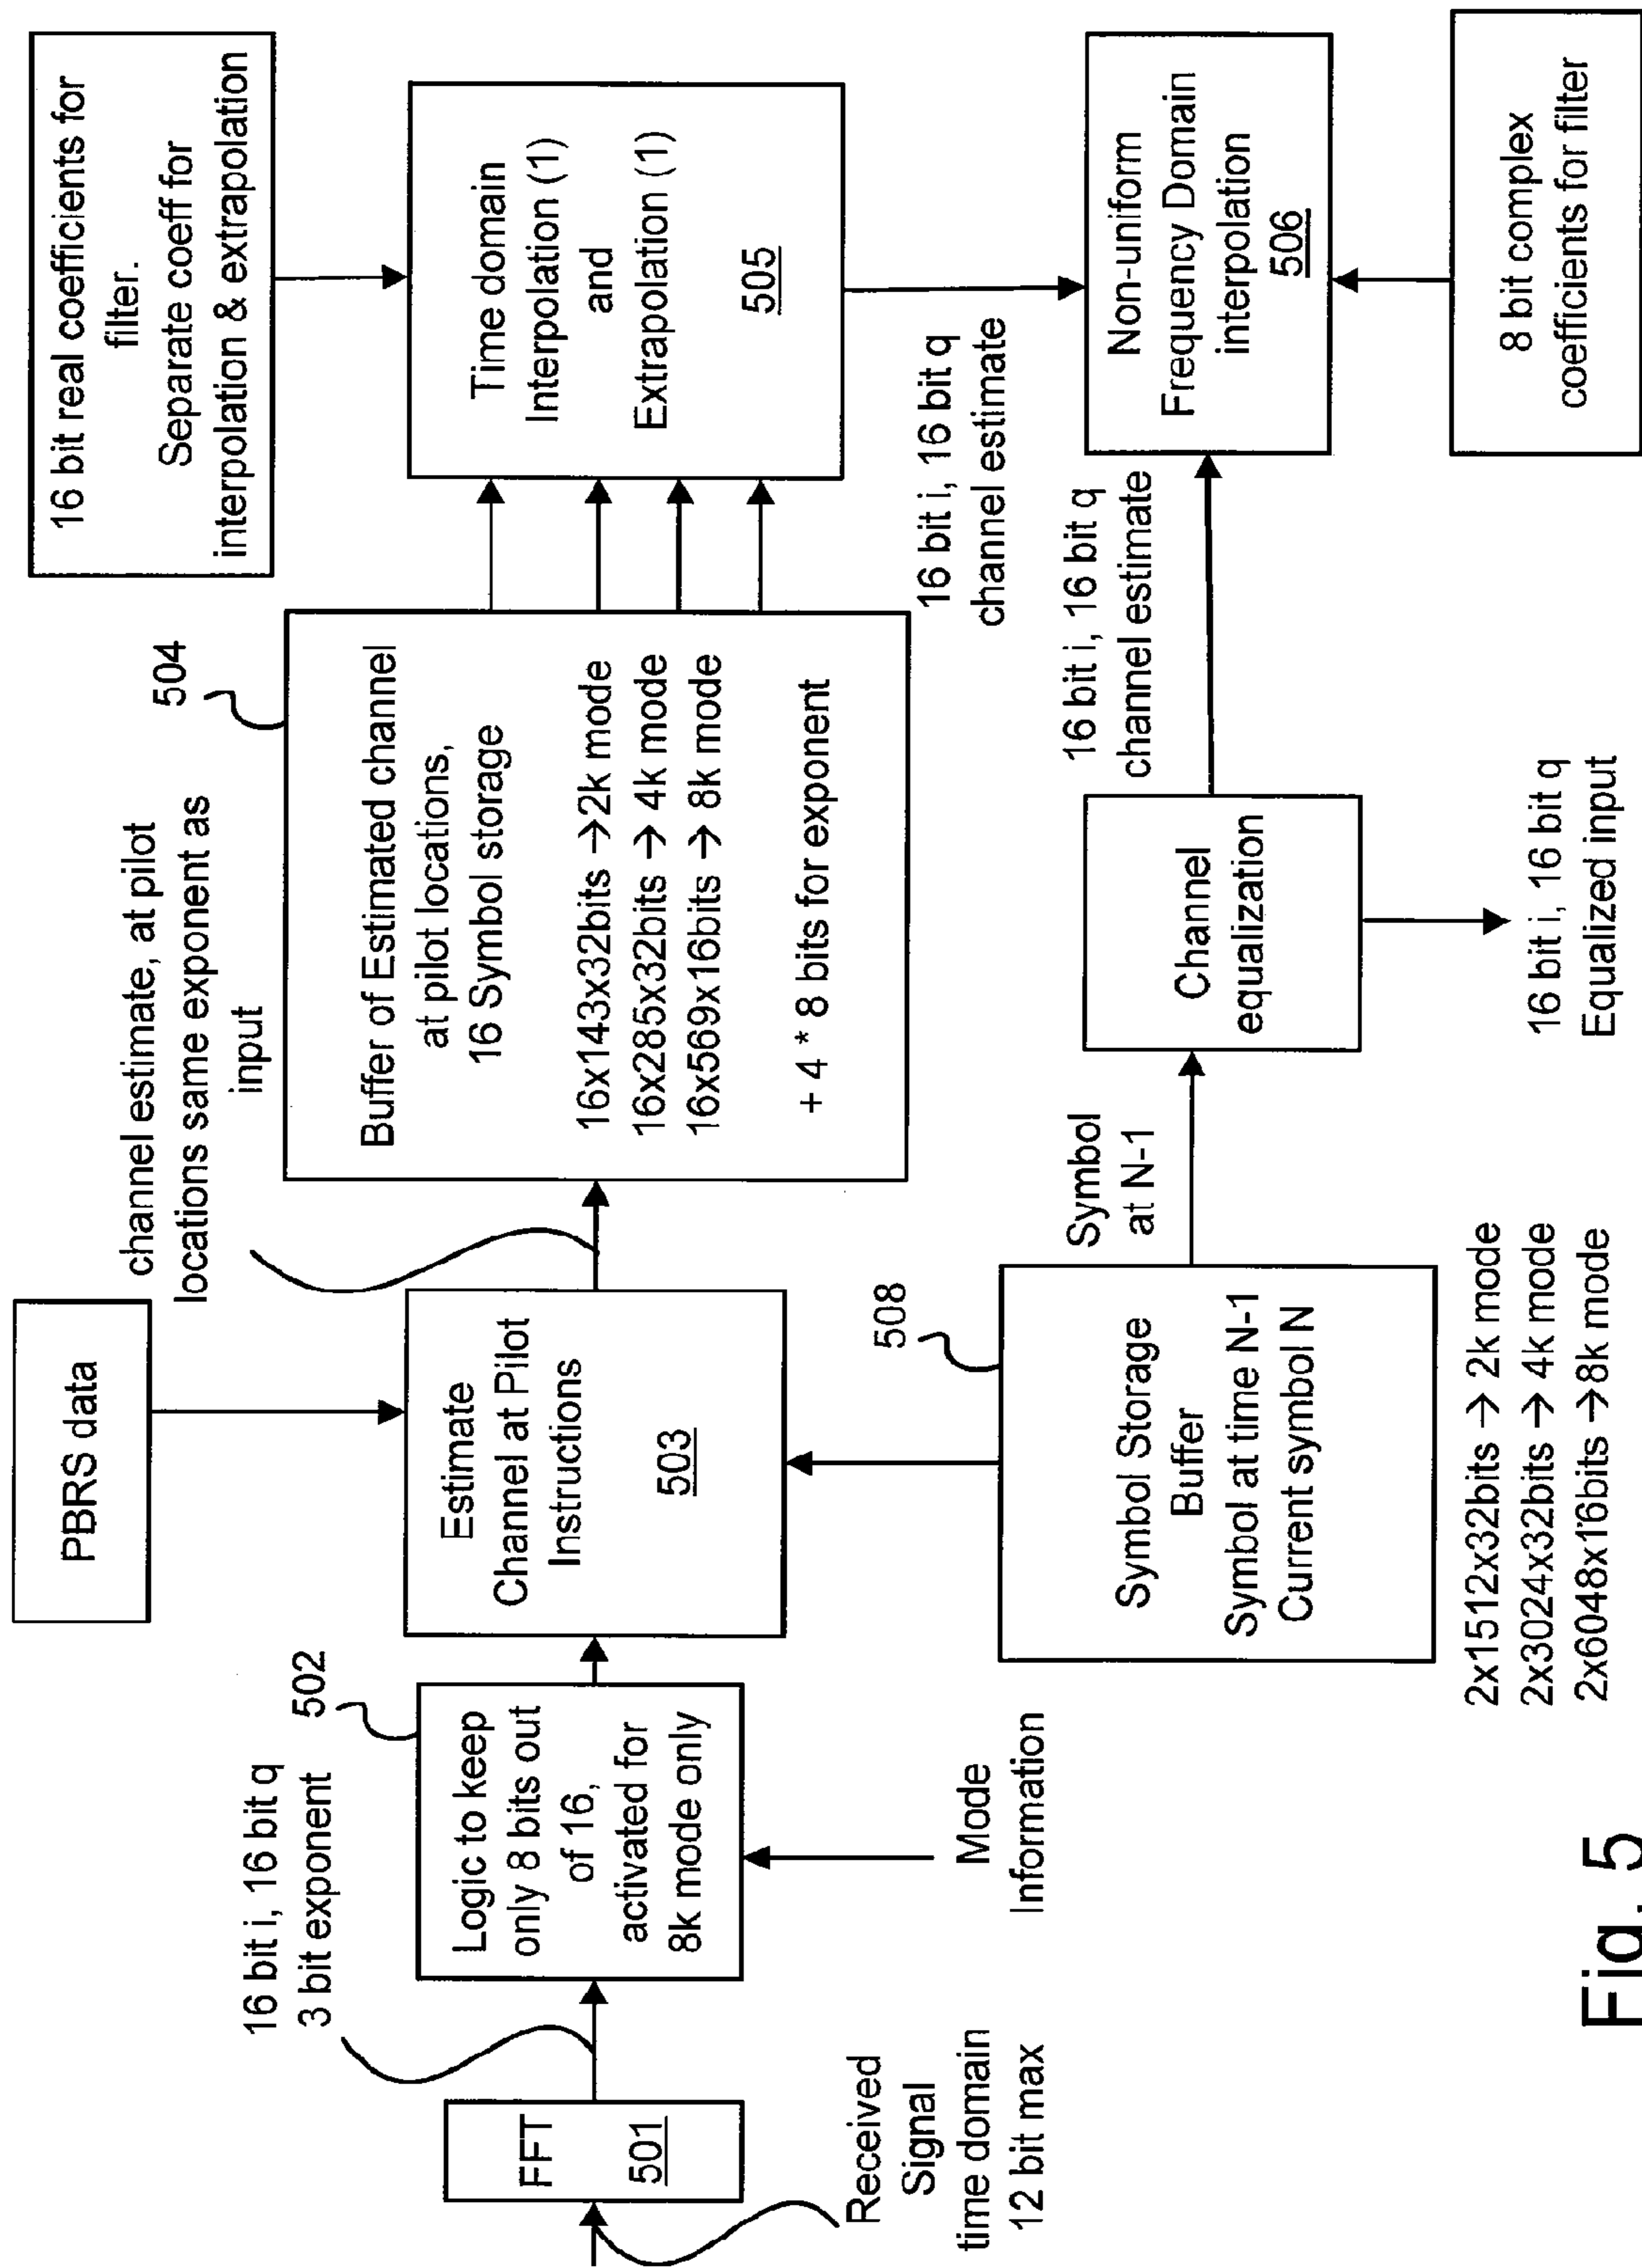 PBRS data
16 bit real coefficients for
filter.
Separate coeff for
interpolation & extrapolation
channel estimate, at pilot
locations same exponent as
input
504
16 bit i, 16 bit q
3 bit exponent
502
FFT
501
Received
Signal
time domain
12 bit max
Logic to keep
only 8 bits out
of 16,
activated for
8k mode only
Mode
Information
Estimate
Channel at Pilot
Instructions
503
Buffer of Estimated channel
at pilot locations,
16 Symbol storage
16x143x32bits →2k mode
16x285x32bits → 4k mode
16x569x16bits → 8k mode
+ 4 * 8 bits for exponent
Time domain
Interpolation (1)
and
Extrapolation (1)
505
16 bit i, 16 bit q
channel estimate
508
Symbol Storage
Buffer
Symbol at time N-1
Current symbol N
2x1512x32bits → 2k mode
2x3024x32bits → 4k mode
2x6048x16bits →8k mode
Symbol
at N-1
Channel
equalization
16 bit i, 16 bit q
Equalized input
16 bit i, 16 bit q
channel estimate
Non-uniform
Frequency Domain
interpolation
506
8 bit complex
coefficients for filter
Fig. 5